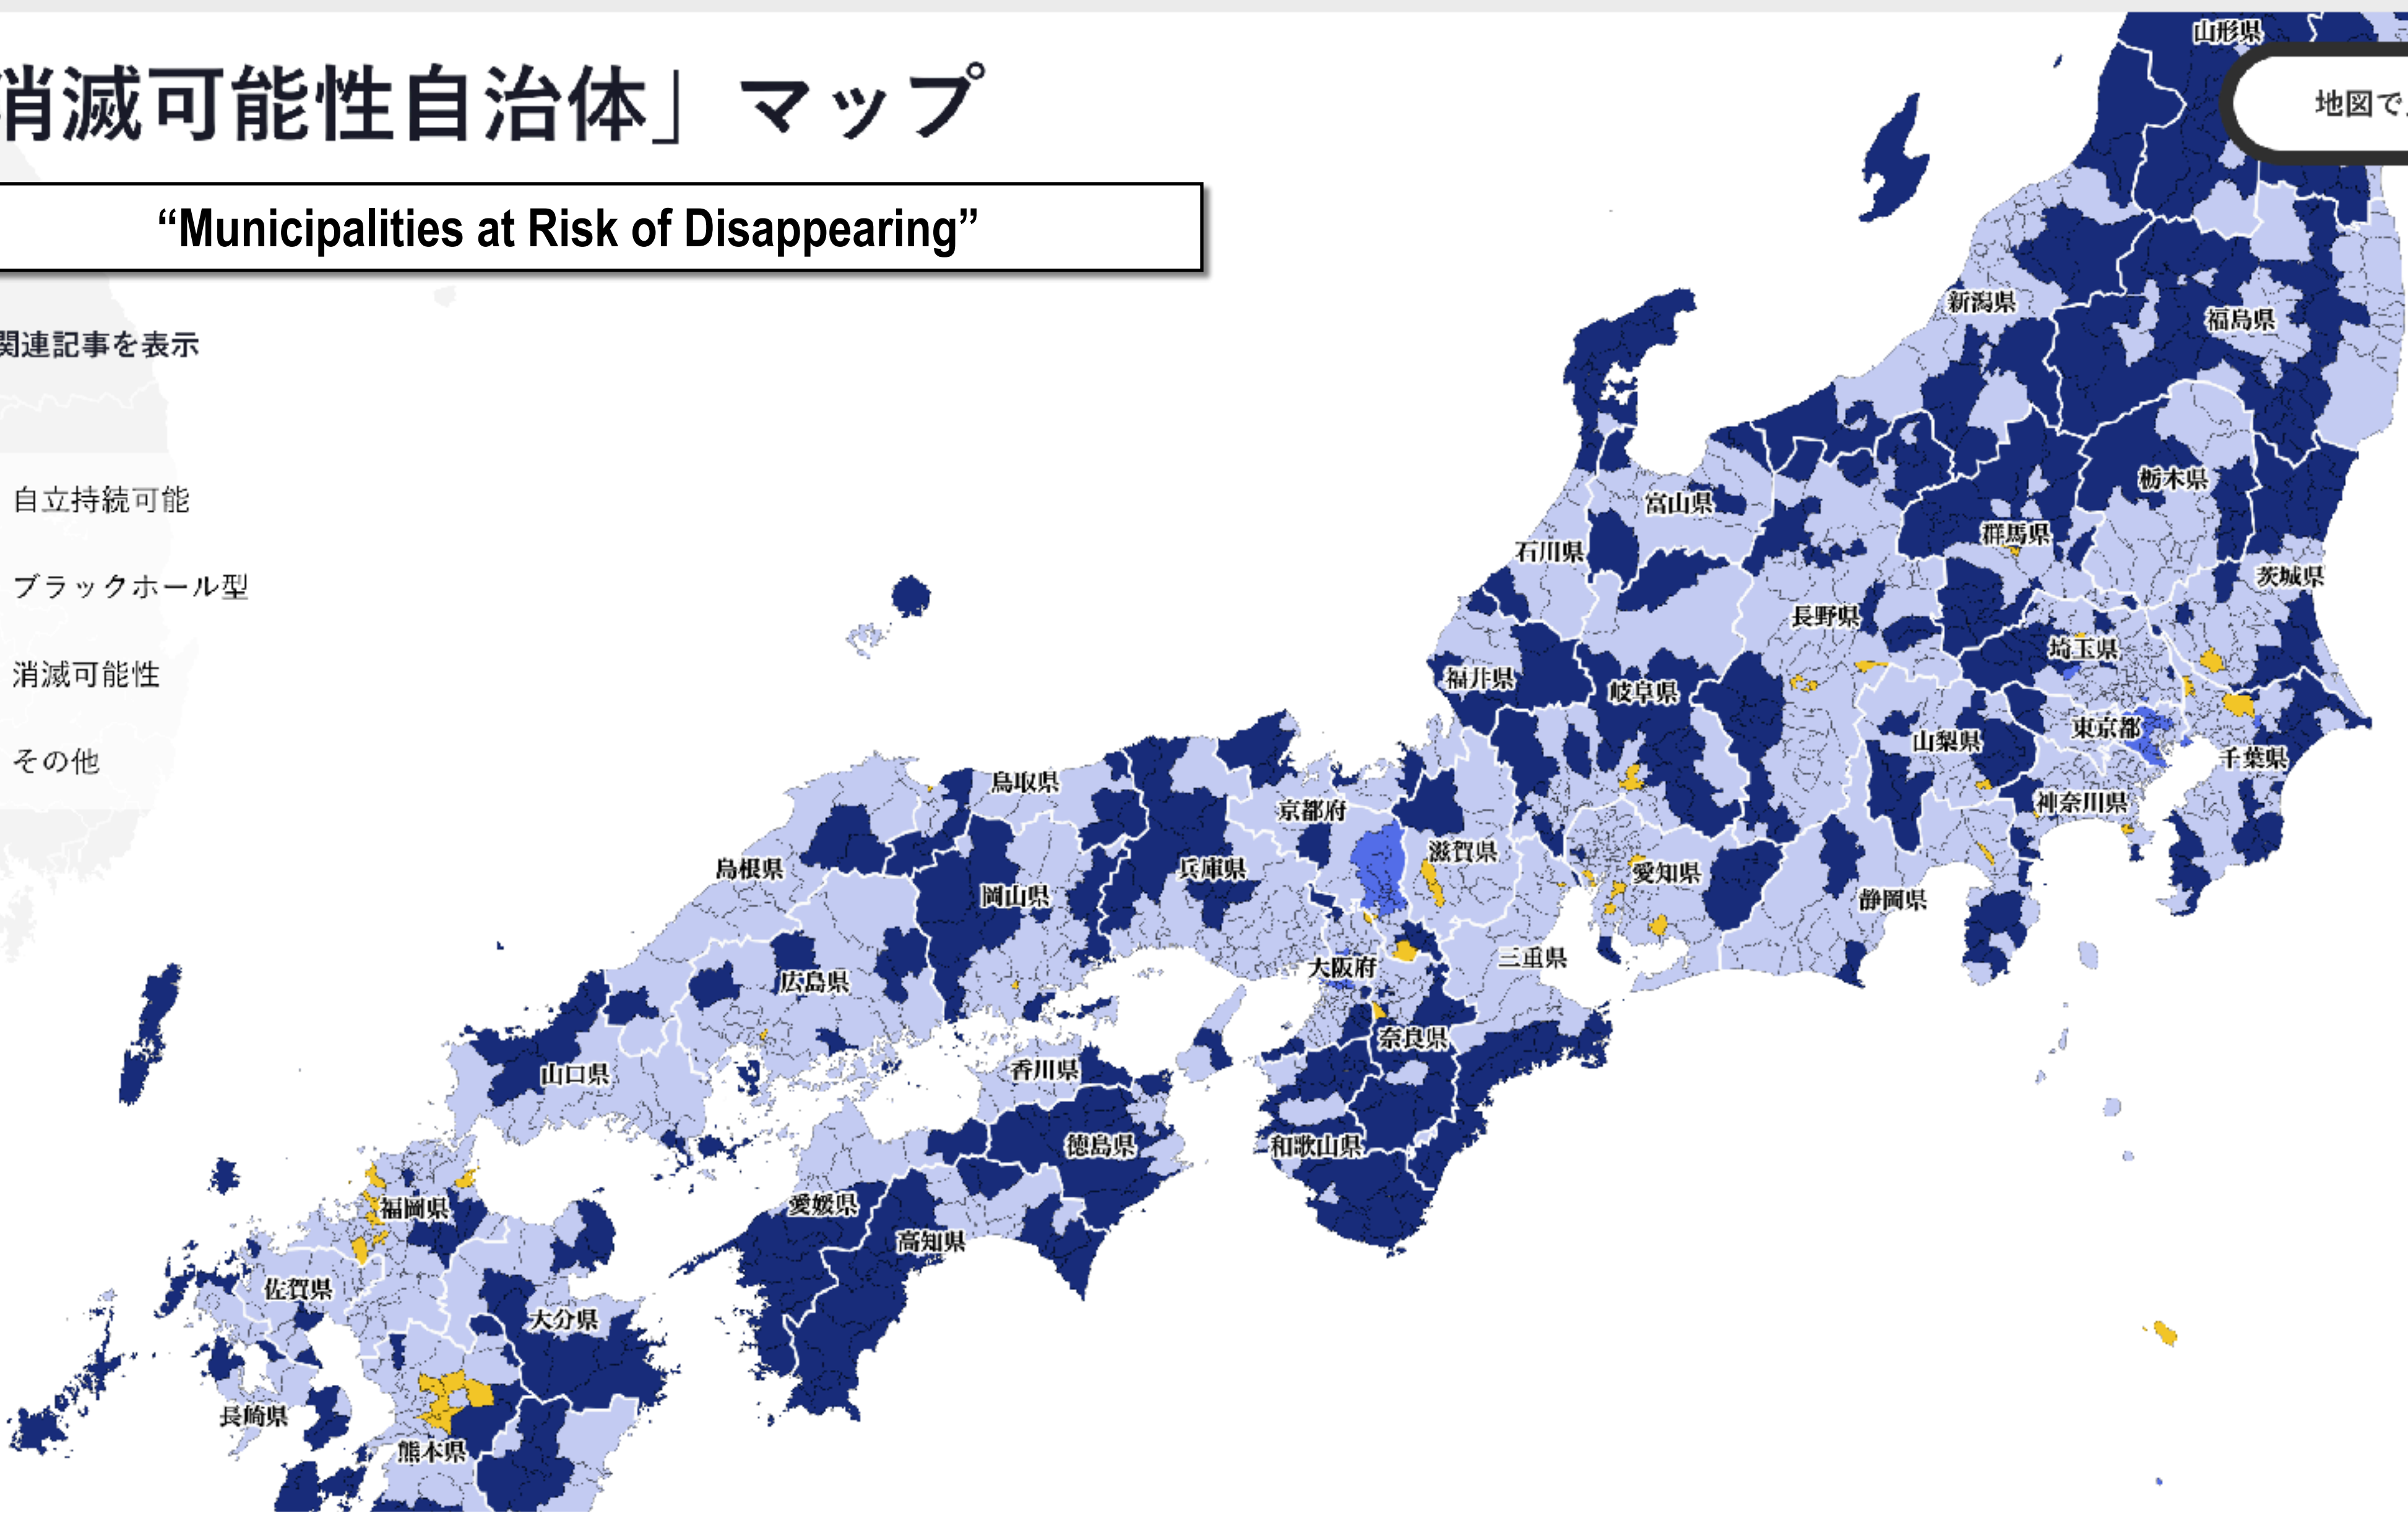 消滅可能性自治体」 マップ
“Municipalities at Risk of Disappearing”
関連記事を表示
自立持続可能
ブラックホール型
消滅可能性
その他
地図で
山形県
新潟県
福島県
栃木県
富山県
群馬県
石川県
茨城県
長野県
埼玉県
福井県
岐阜県
東京都
山梨県
千葉県
鳥取県
神奈川県
京都府
滋賀県
島根県
兵庫県
愛知県
岡山県
静岡県
三重県
大阪府
広島県
奈良県
香川県
山口県
徳島県
和歌山県
愛媛県
福岡県
高知県
佐賀県
大分県
長崎県
熊本県